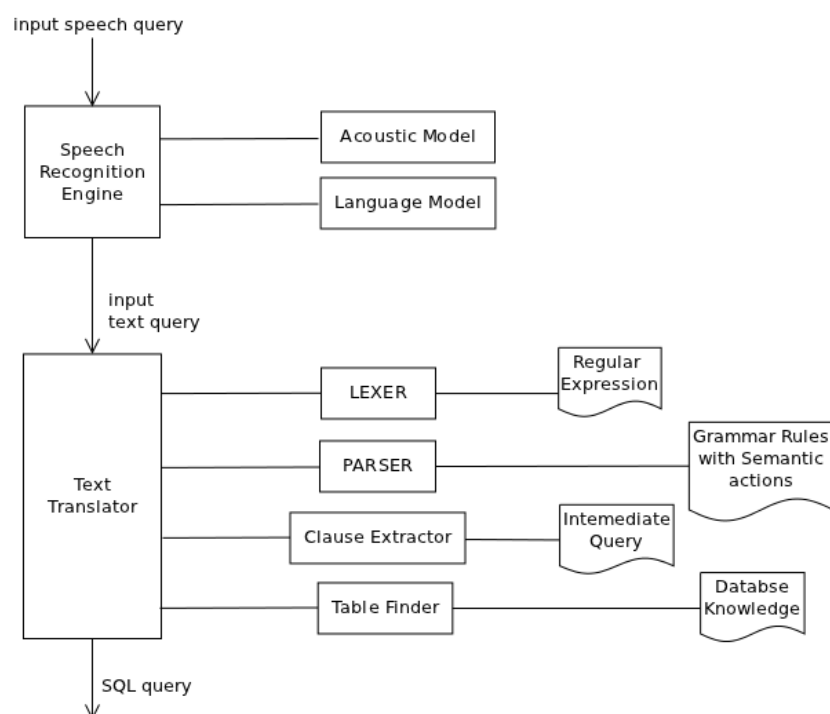 input speech query
Speech
Recognition
Engine
Acoustic Model
Language Model
input
text query
Text
Translator
LEXER
Regular
Expression
PARSER
Grammar Rules
with Semantic
actions
Clause Extractor
Intemediate
Query
Table Finder
Databse
Knowledge
SQL query